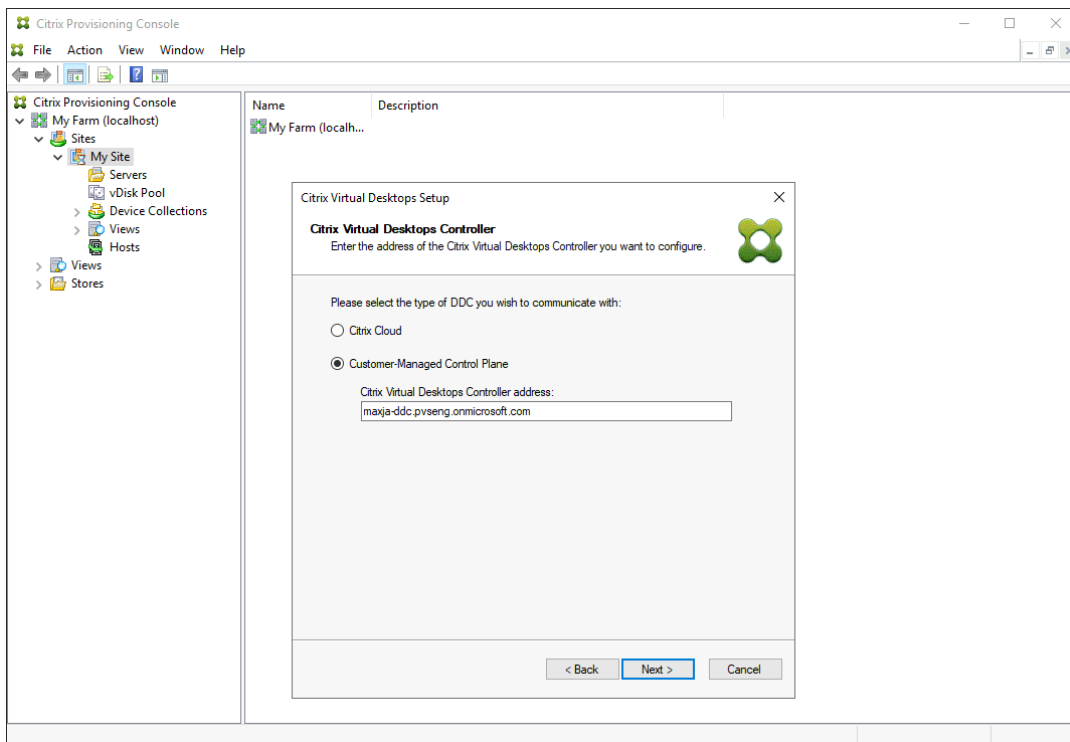 Citrix Provisioning Console
File Action View Window Help
Citrix Provisioning Console
My Farm (localhost)
Sites
My Site
Servers
vDisk Pool
Device Collections
Views
Hosts
Views
Stores
Name Description
My Farm (localh...
Citrix Virtual Desktops Setup
Citrix Virtual Desktops Controller
Enter the address of the Citrix Virtual Desktops Controller you want to configure.
Please select the type of DDC you wish to communicate with:
Citrix Cloud
Customer-Managed Control Plane
Citrix Virtual Desktops Controller address:
maxja-ddc.pvseng.onmicrosoft.com
< Back Next > Cancel